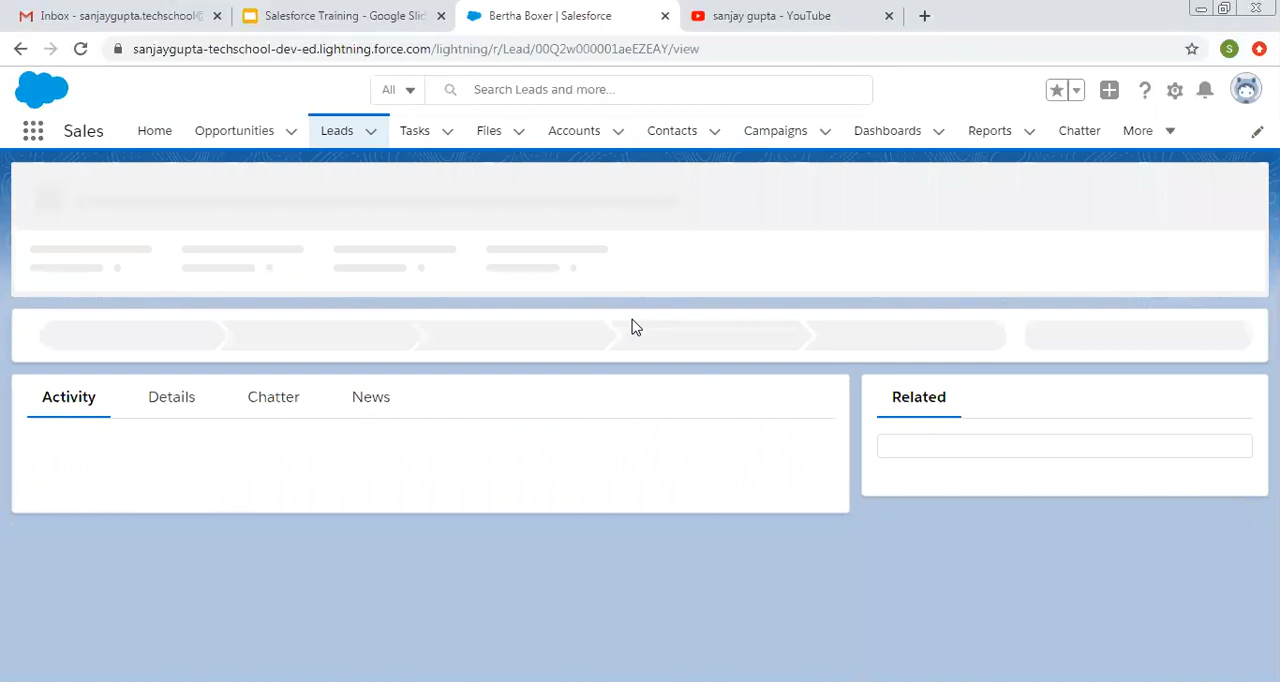 Inbox - sanjaygupta.techschool@
Salesforce Training - Google Slid
Bertha Boxer | Salesforce
sanjay gupta - YouTube
sanjaygupta-techschool-dev-ed.lightning.force.com/lightning/r/Lead/00Q2w000001aeEZEAY/view
S
All
Search Leads and more...
Sales
Home
Opportunities
Leads
Tasks
Files
Accounts
Contacts
Campaigns
Dashboards
Reports
Chatter
More
Activity
Details
Chatter
News
Related